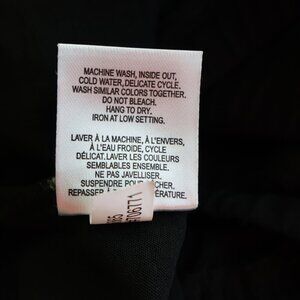 MACHINE WASH, INSIDE OUT,
COLD WATER, DELICATE CYCLE.
WASH SIMILAR COLORS TOGETHER.
DO NOT BLEACH.
HANG TO DRY.
IRON AT LOW SETTING.
LAVER À LA MACHINE, À L'ENVERS,
À L'EAU FROIDE, CYCLE
DÉLICAT. LAVER LES COULEURS
SEMBLABLES ENSEMBLE.
NE PAS JAVELLISER.
SUSPENDRE
REPASSER